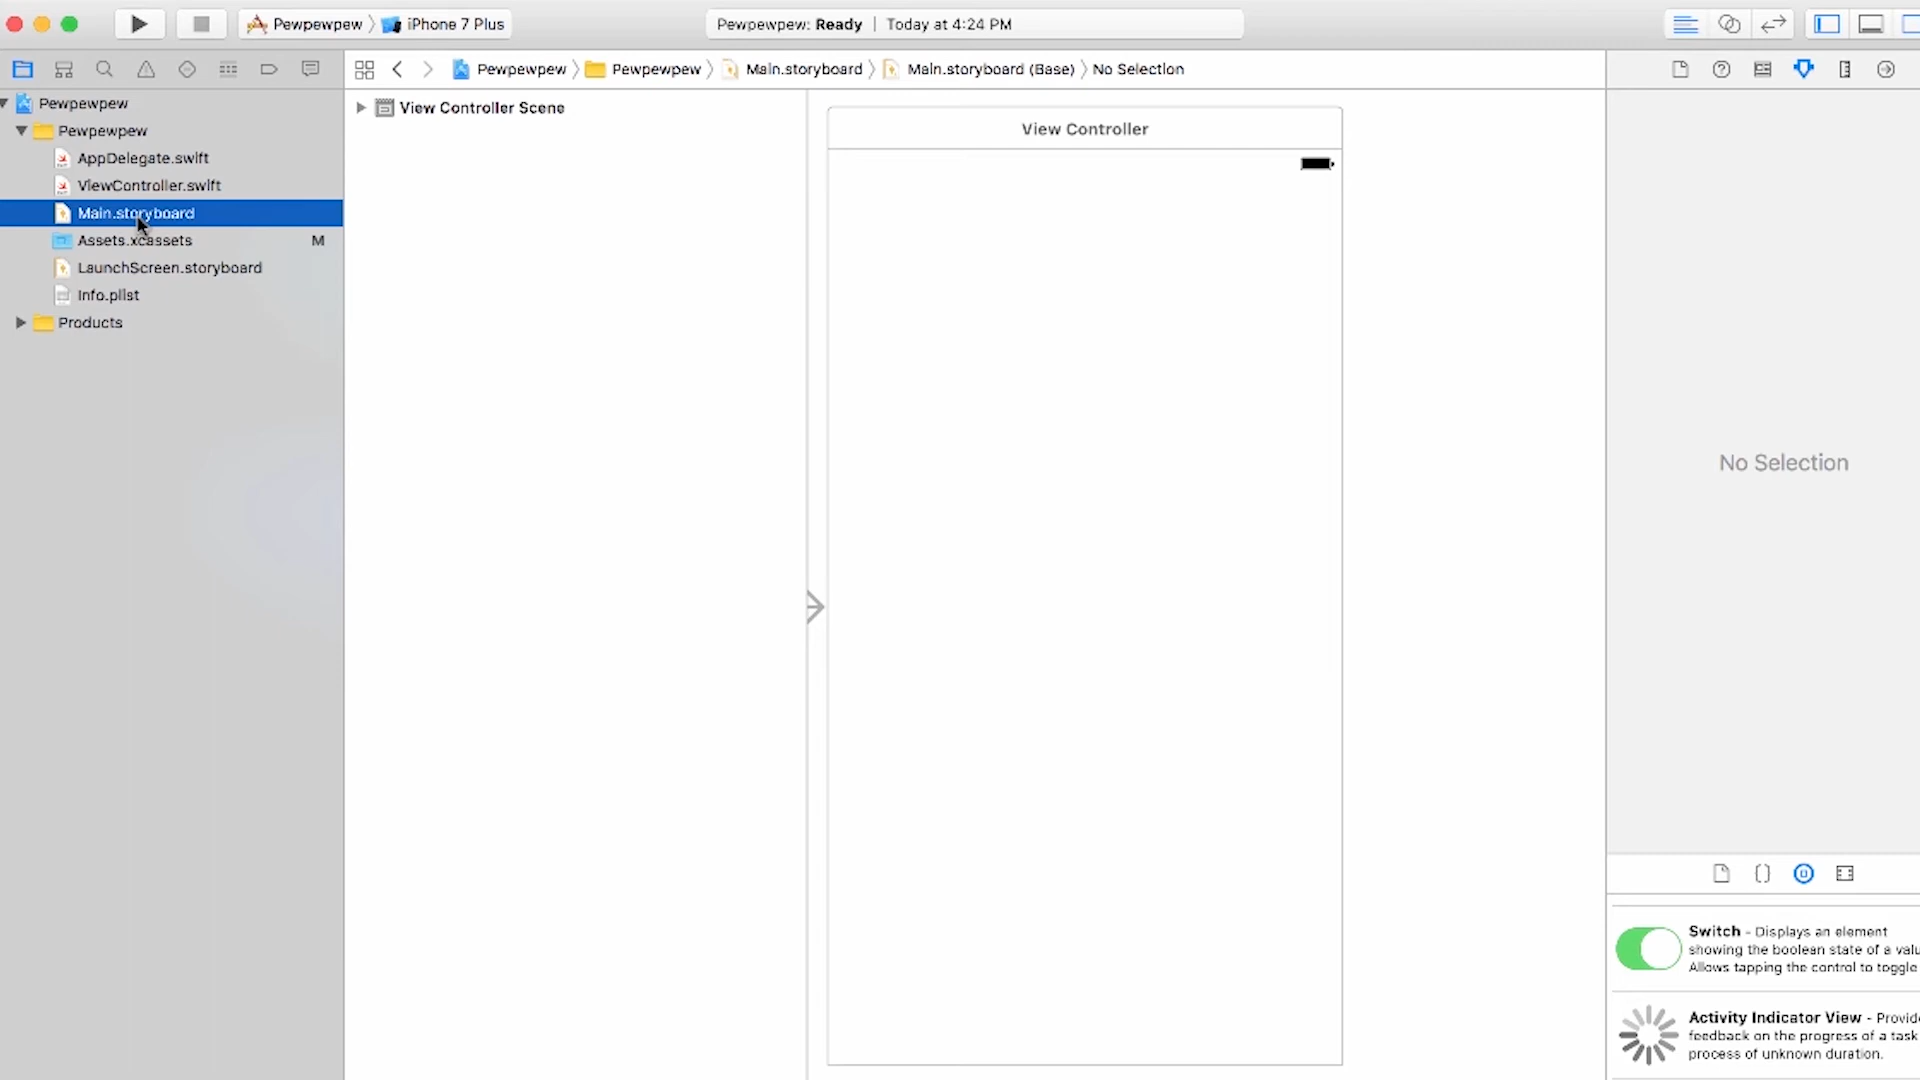 Pewpewpew iPhone 7 Plus
Pewpewpew: Ready | Today at 4:24 PM
Pewpewpew Pewpewpew Main.storyboard Main.storyboard (Base) No Selection
Pewpewpew
Pewpewpew
AppDelegate.swift
ViewController.swift
Main.storyboard
Assets.xcassets M
LaunchScreen.storyboard
Info.plist
Products
View Controller Scene
View Controller
No Selection
Switch - Displays an element
showing the boolean state of a valu
Allows tapping the control to toggle
Activity Indicator View - Provide
feedback on the progress of a task
process of unknown duration.